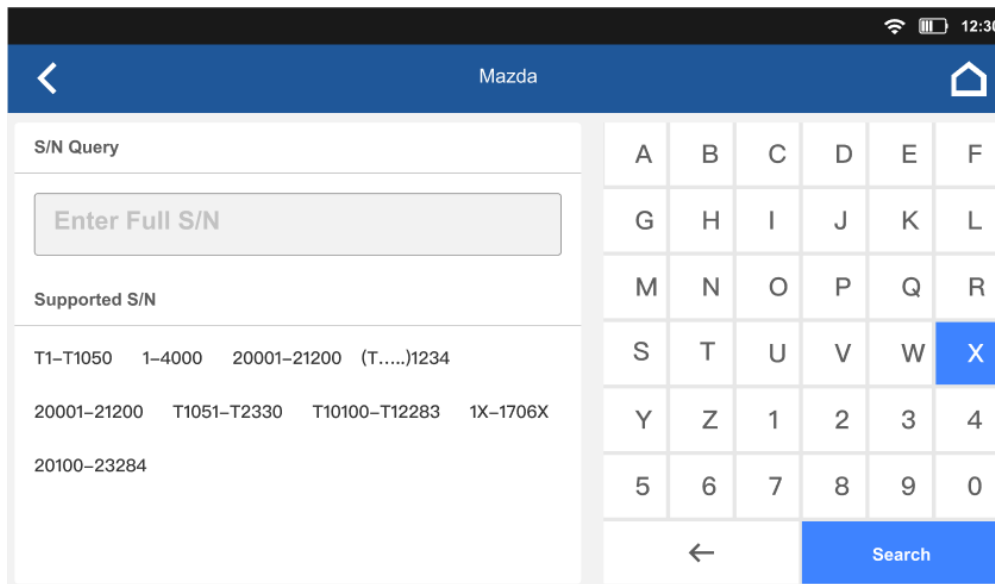 12:30
Mazda
S/N Query
Enter Full S/N
Supported S/N
T1–T1050 1–4000 20001–21200 (T.....)1234
20001–21200 T1051–T2330 T10100–T12283 1X–1706X
20100–23284
A B C D E F
G H I J K L
M N O P Q R
S T U V W X
Y Z 1 2 3 4
5 6 7 8 9 0
Search